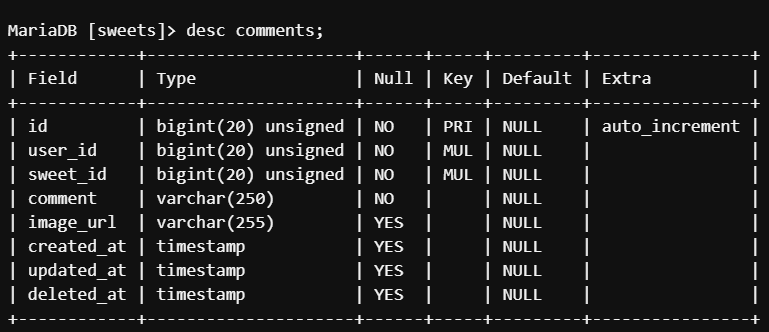 MariaDB [sweets]> desc comments;
+------------+---------------------+------+-----+---------+----------------+
| Field      | Type                | Null | Key | Default | Extra          |
+------------+---------------------+------+-----+---------+----------------+
| id         | bigint(20) unsigned | NO   | PRI | NULL    | auto_increment |
| user_id    | bigint(20) unsigned | NO   | MUL | NULL    |                |
| sweet_id   | bigint(20) unsigned | NO   | MUL | NULL    |                |
| comment    | varchar(250)        | NO   |     | NULL    |                |
| image_url  | varchar(255)        | YES  |     | NULL    |                |
| created_at | timestamp           | YES  |     | NULL    |                |
| updated_at | timestamp           | YES  |     | NULL    |                |
| deleted_at | timestamp           | YES  |     | NULL    |                |
+------------+---------------------+------+-----+---------+----------------+